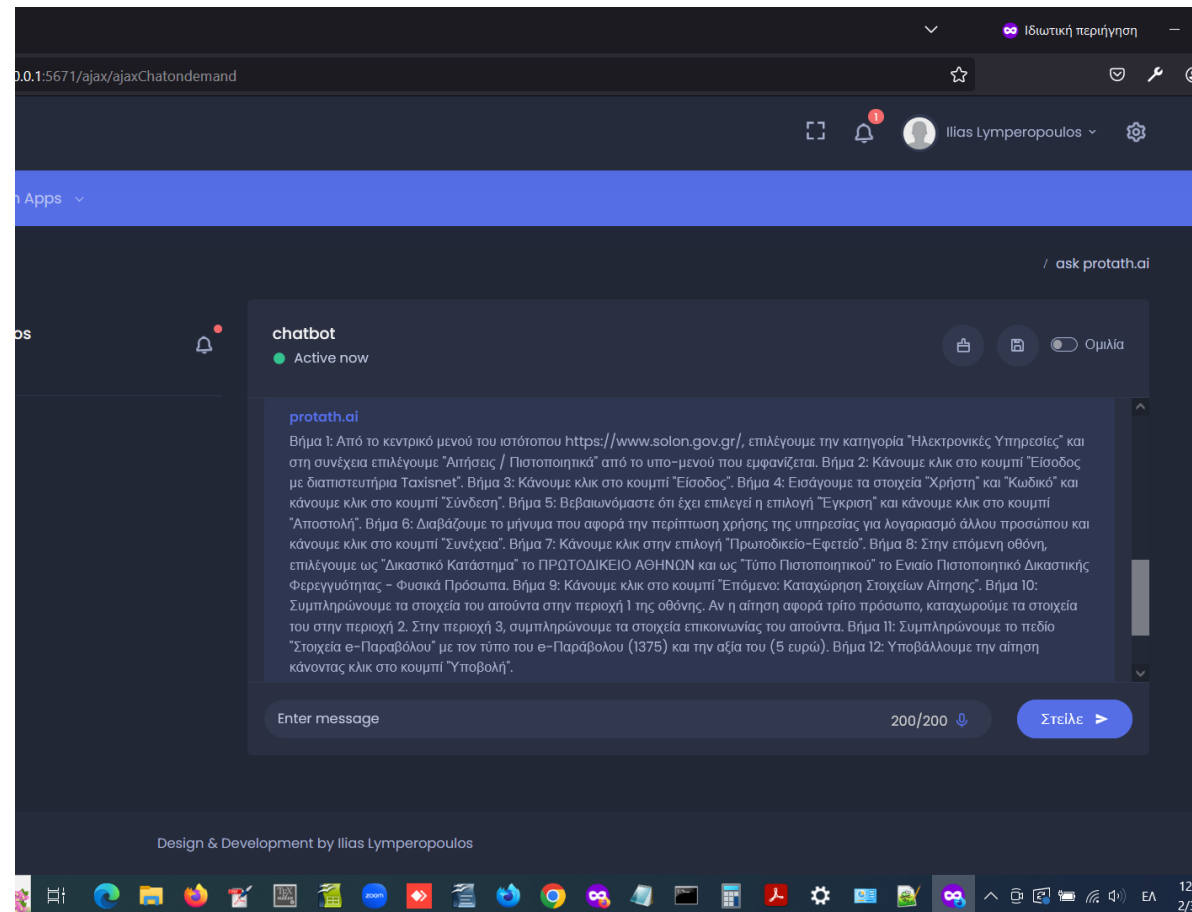 Ιδιωτική περιήγηση
0.0.1:5671/ajax/ajaxChatondemand
1
Ilias Lymperopoulos
n Apps
/ ask protath.ai
os
chatbot
Active now
Ομιλία
protath.ai
Βήμα 1: Από το κεντρικό μενού του ιστότοπου https://www.solon.gov.gr/, επιλέγουμε την κατηγορία "Ηλεκτρονικές Υπηρεσίες" και
στη συνέχεια επιλέγουμε "Αιτήσεις / Πιστοποιητικά" από το υπο-μενού που εμφανίζεται. Βήμα 2: Κάνουμε κλικ στο κουμπί "Είσοδος
με διαπιστευτήρια Taxisnet". Βήμα 3: Κάνουμε κλικ στο κουμπί "Είσοδος". Βήμα 4: Εισάγουμε τα στοιχεία "Χρήστη" και "Κωδικό" και
κάνουμε κλικ στο κουμπί "Σύνδεση". Βήμα 5: Βεβαιωνόμαστε ότι έχει επιλεγεί η επιλογή "Έγκριση" και κάνουμε κλικ στο κουμπί
"Αποστολή". Βήμα 6: Διαβάζουμε το μήνυμα που αφορά την περίπτωση χρήσης της υπηρεσίας για λογαριασμό άλλου προσώπου και
κάνουμε κλικ στο κουμπί "Συνέχεια". Βήμα 7: Κάνουμε κλικ στην επιλογή "Πρωτοδικείο-Εφετείο". Βήμα 8: Στην επόμενη οθόνη,
επιλέγουμε ως "Δικαστικό Κατάστημα" το ΠΡΩΤΟΔΙΚΕΙΟ ΑΘΗΝΩΝ και ως "Τύπο Πιστοποιητικού" το Ενιαίο Πιστοποιητικό Δικαστικής
Φερεγγυότητας - Φυσικά Πρόσωπα. Βήμα 9: Κάνουμε κλικ στο κουμπί "Επόμενο: Καταχώρηση Στοιχείων Αίτησης". Βήμα 10:
Συμπληρώνουμε τα στοιχεία του αιτούντα στην περιοχή 1 της οθόνης. Αν η αίτηση αφορά τρίτο πρόσωπο, καταχωρούμε τα στοιχεία
του στην περιοχή 2. Στην περιοχή 3, συμπληρώνουμε τα στοιχεία επικοινωνίας του αιτούντα. Βήμα 11: Συμπληρώνουμε το πεδίο
"Στοιχεία e-Παραβόλου" με τον τύπο του e-Παράβολου (1375) και την αξία του (5 ευρώ). Βήμα 12: Υποβάλλουμε την αίτηση
κάνοντας κλικ στο κουμπί "Υποβολή".
Enter message
200/200
Στείλε
Design & Development by Ilias Lymperopoulos
zoom
ΕΛ
12
2/